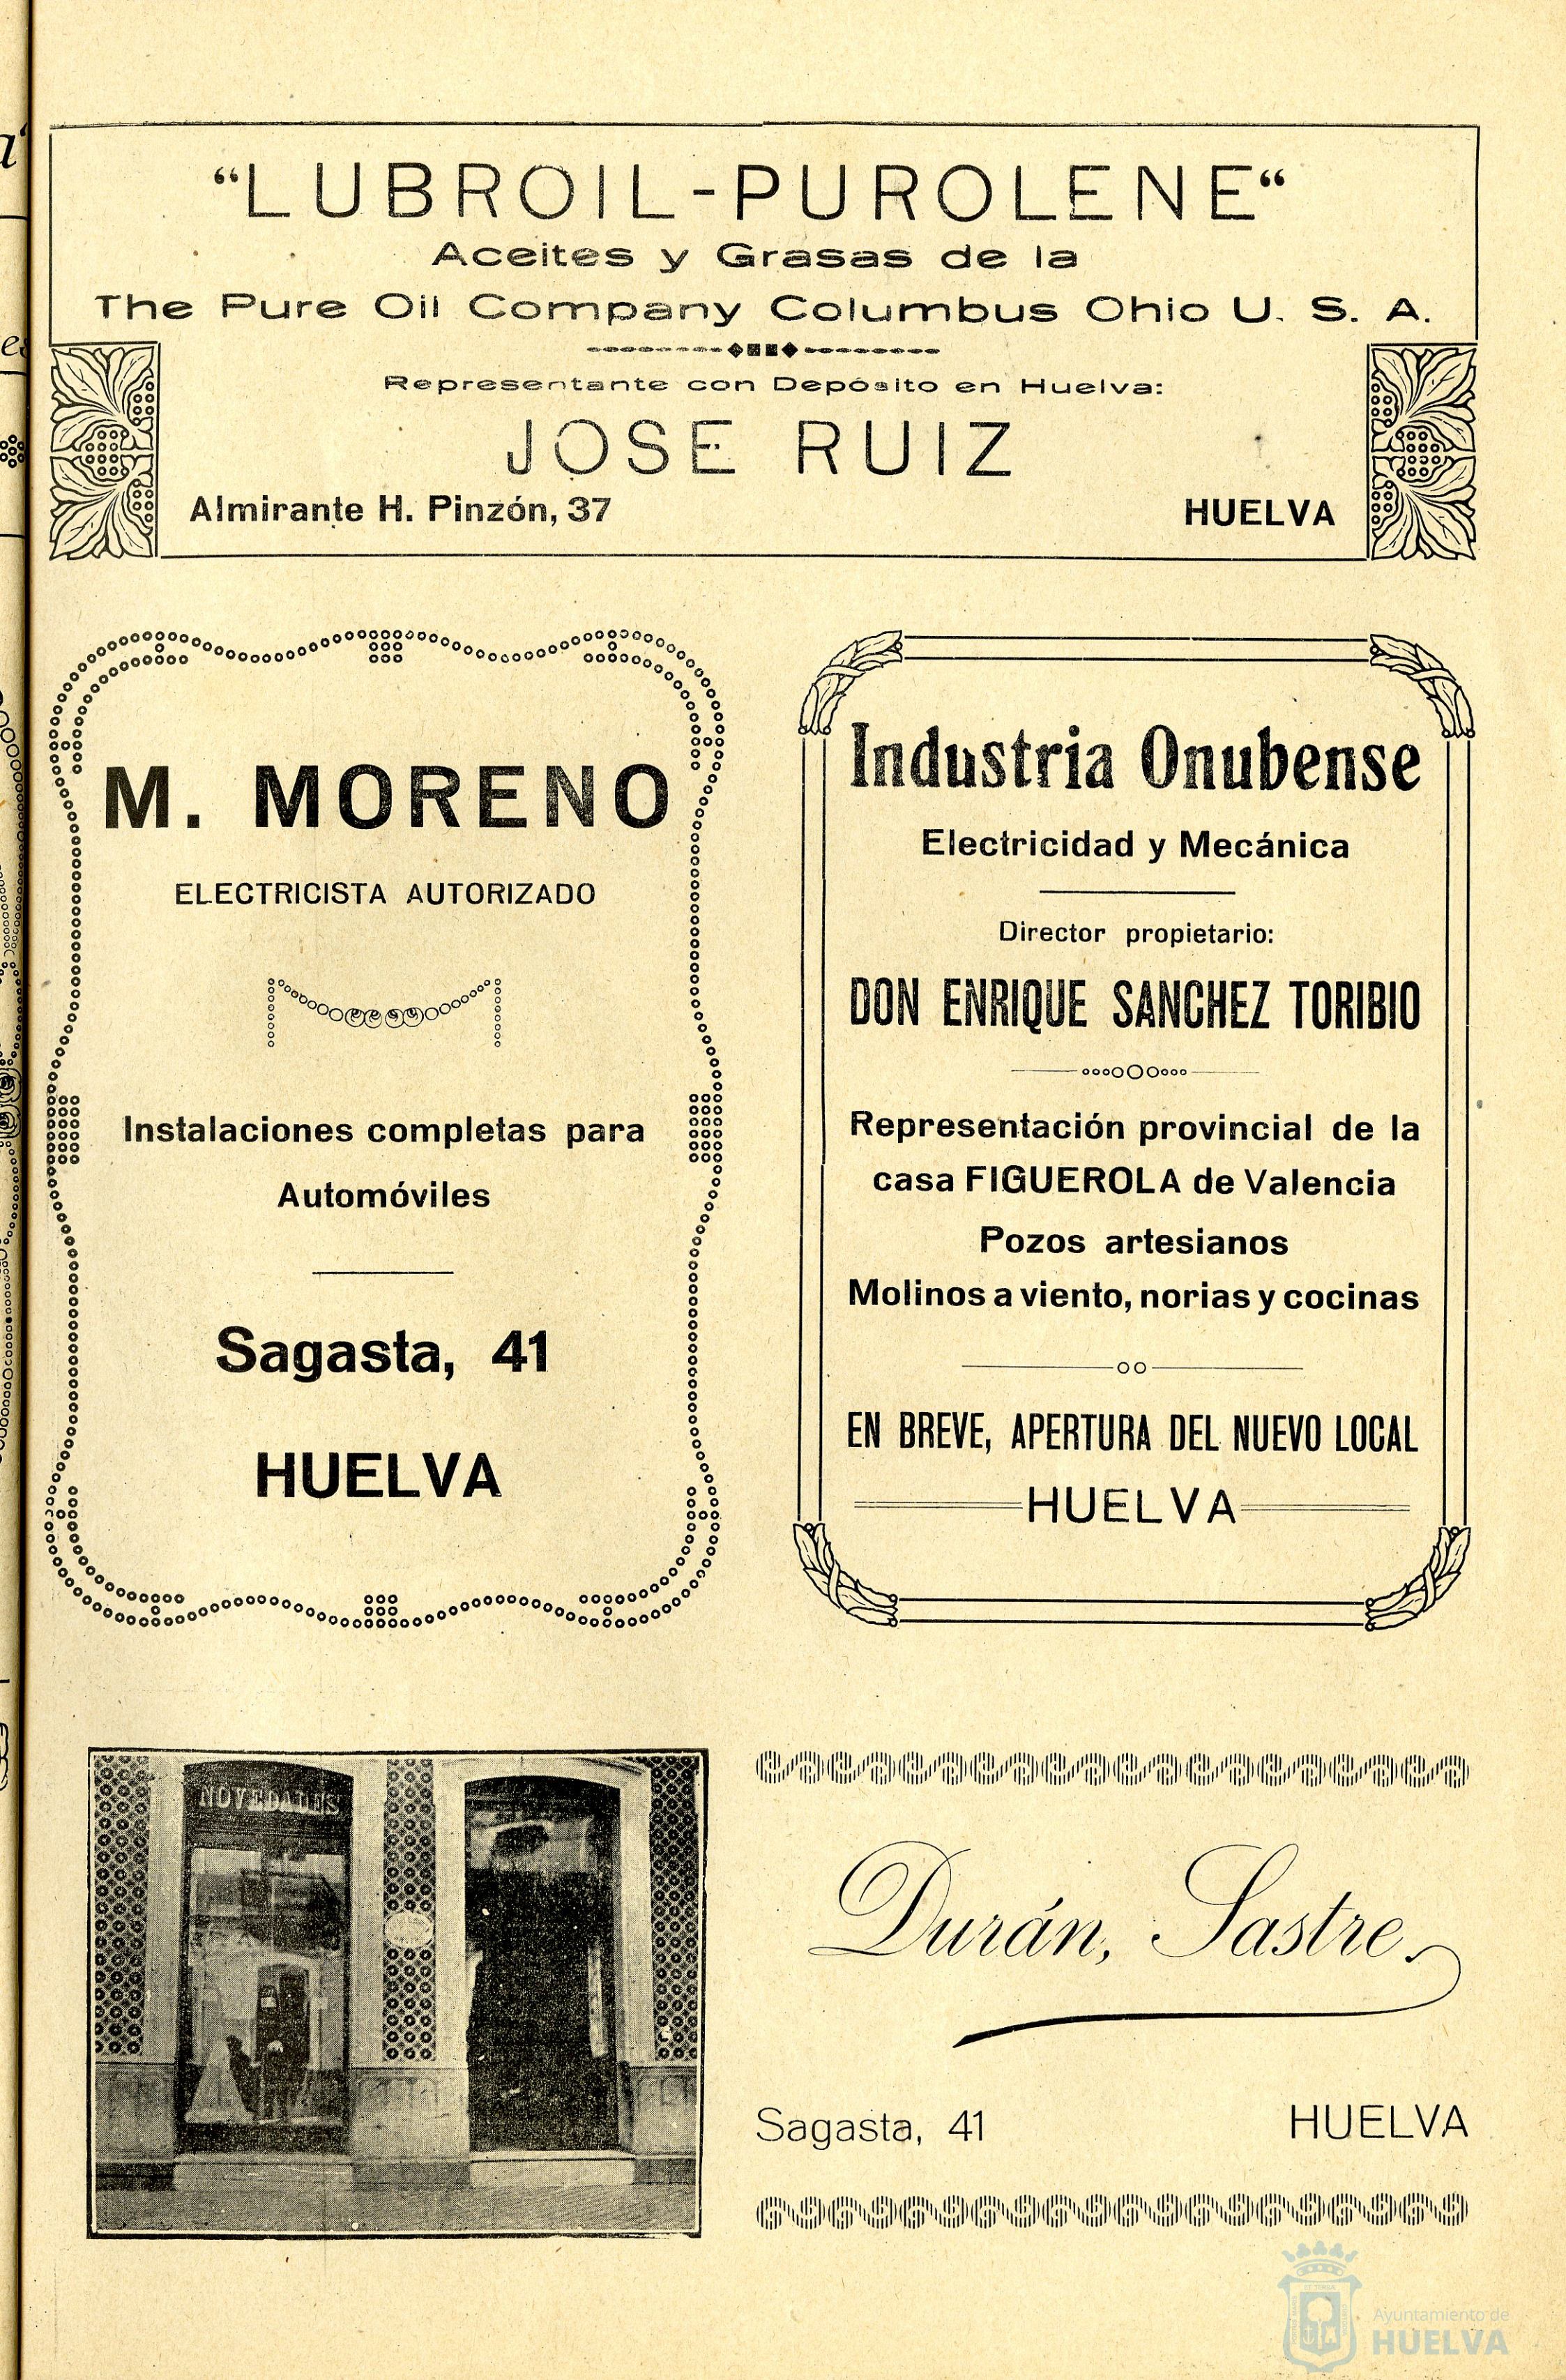 “LUBROIL-PUROLENE“
Aceites y Grasas de la
The Pure Oil Company Columbus Ohio U. S. A.
Representante con Depósito en Huelva:
JOSE RUIZ
Almirante H. Pinzón, 37
HUELVA
M. MORENO
ELECTRICISTA AUTORIZADO
Instalaciones completas para
Automóviles
Sagasta, 41
HUELVA
Industria Onubense
Electricidad y Mecánica
Director propietario:
DON ENRIQUE SANCHEZ TORIBIO
Representación provincial de la
casa FIGUEROLA de Valencia
Pozos artesianos
Molinos a viento, norias y cocinas
EN BREVE, APERTURA DEL NUEVO LOCAL
HUELVA
NOVEDADES
Durán, Sastre
Sagasta, 41
HUELVA
Ayuntamiento de
HUELVA